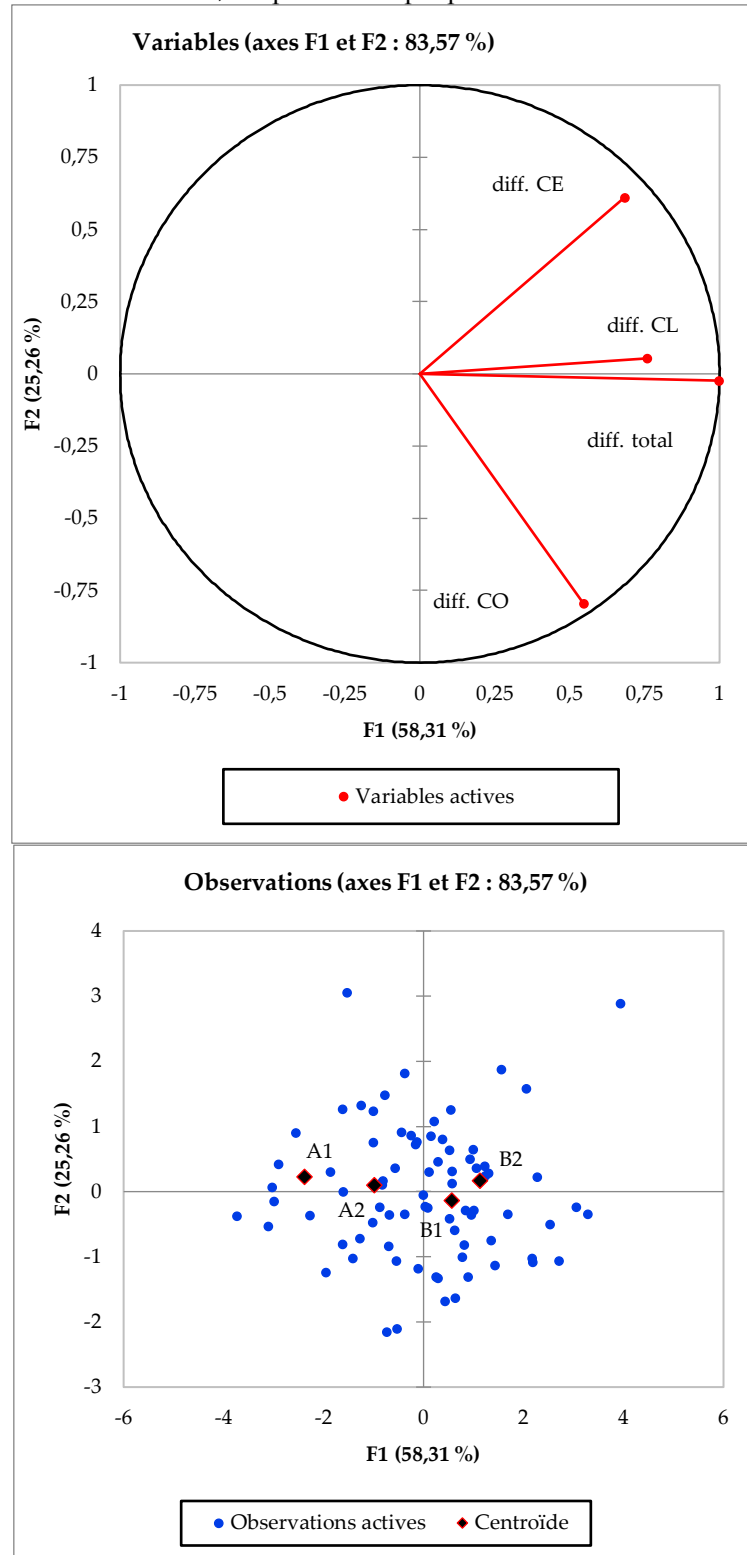 Variables (axes F1 et F2 : 83,57 %)
1
0,75
0,5
0,25
0
-0,25
-0,5
-0,75
-1
F2 (25,26 %)
diff. CE
diff. CL
diff. total
diff. CO
-1 -0,75 -0,5 -0,25 0 0,25 0,5 0,75 1
F1 (58,31 %)
Variables actives
Observations (axes F1 et F2 : 83,57 %)
4
3
2
1
0
-1
-2
-3
F2 (25,26 %)
A1
B2
A2
B1
-6 -4 -2 0 2 4 6
F1 (58,31 %)
Observations actives Centroïde